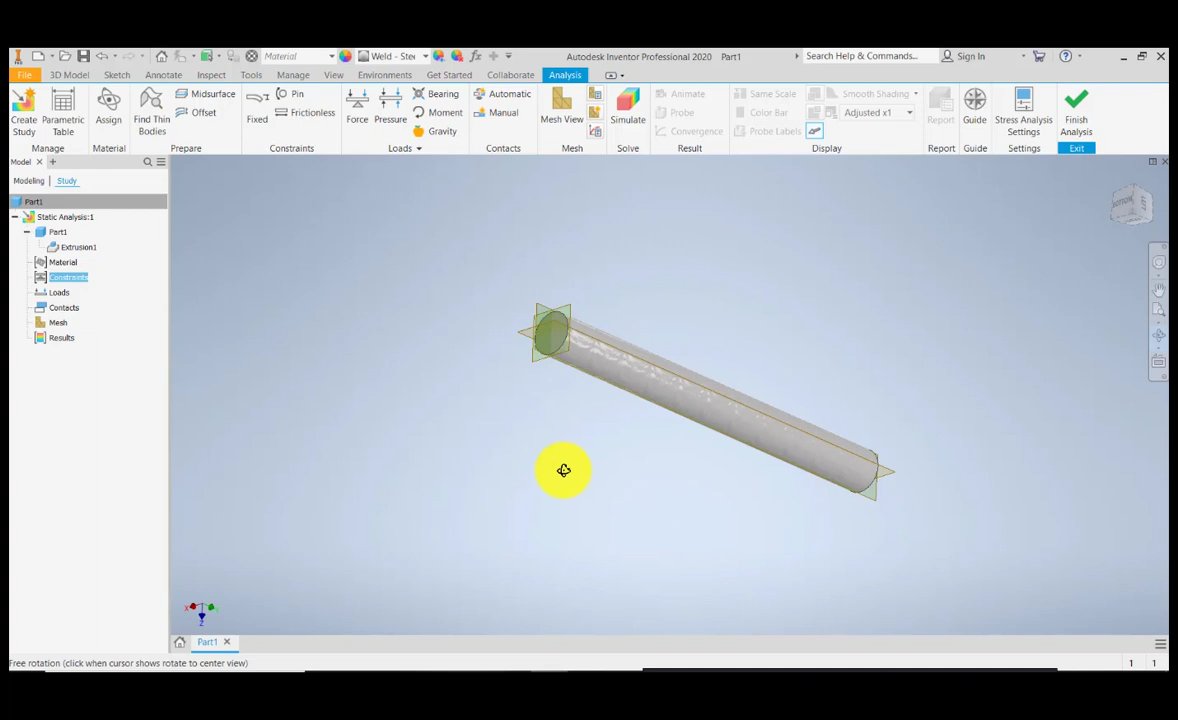 Material
Weld - Stee
Autodesk Inventor Professional 2020 Part1
Search Help & Commands...
Sign In
File 3D Model Sketch Annotate Inspect Tools Manage View Environments Get Started Collaborate Analysis
Create Study
Parametric Table
Manage
Assign
Material
Find Thin Bodies
Midsurface
Offset
Prepare
Fixed
Pin
Frictionless
Constraints
Force
Pressure
Bearing
Moment
Gravity
Loads
Automatic
Manual
Contacts
Mesh View
Mesh
Simulate
Solve
Animate
Probe
Convergence
Result
Same Scale
Color Bar
Probe Labels
Smooth Shading
Adjusted x1
Display
Report
Report
Guide
Guide
Stress Analysis Settings
Settings
Finish Analysis
Exit
Model
Modeling Study
Part1
Static Analysis:1
Part1
Extrusion1
Material
Constraints
Loads
Contacts
Mesh
Results
BOTTOM LEFT
X
Z
Part1
Free rotation (click when cursor shows rotate to center view)
1 1